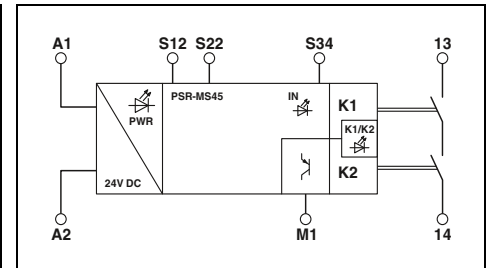 A1 S12 S22 S34 13
PSR-MS45 IN K1
PWR K1/K2
24V DC K2
A2 M1 14